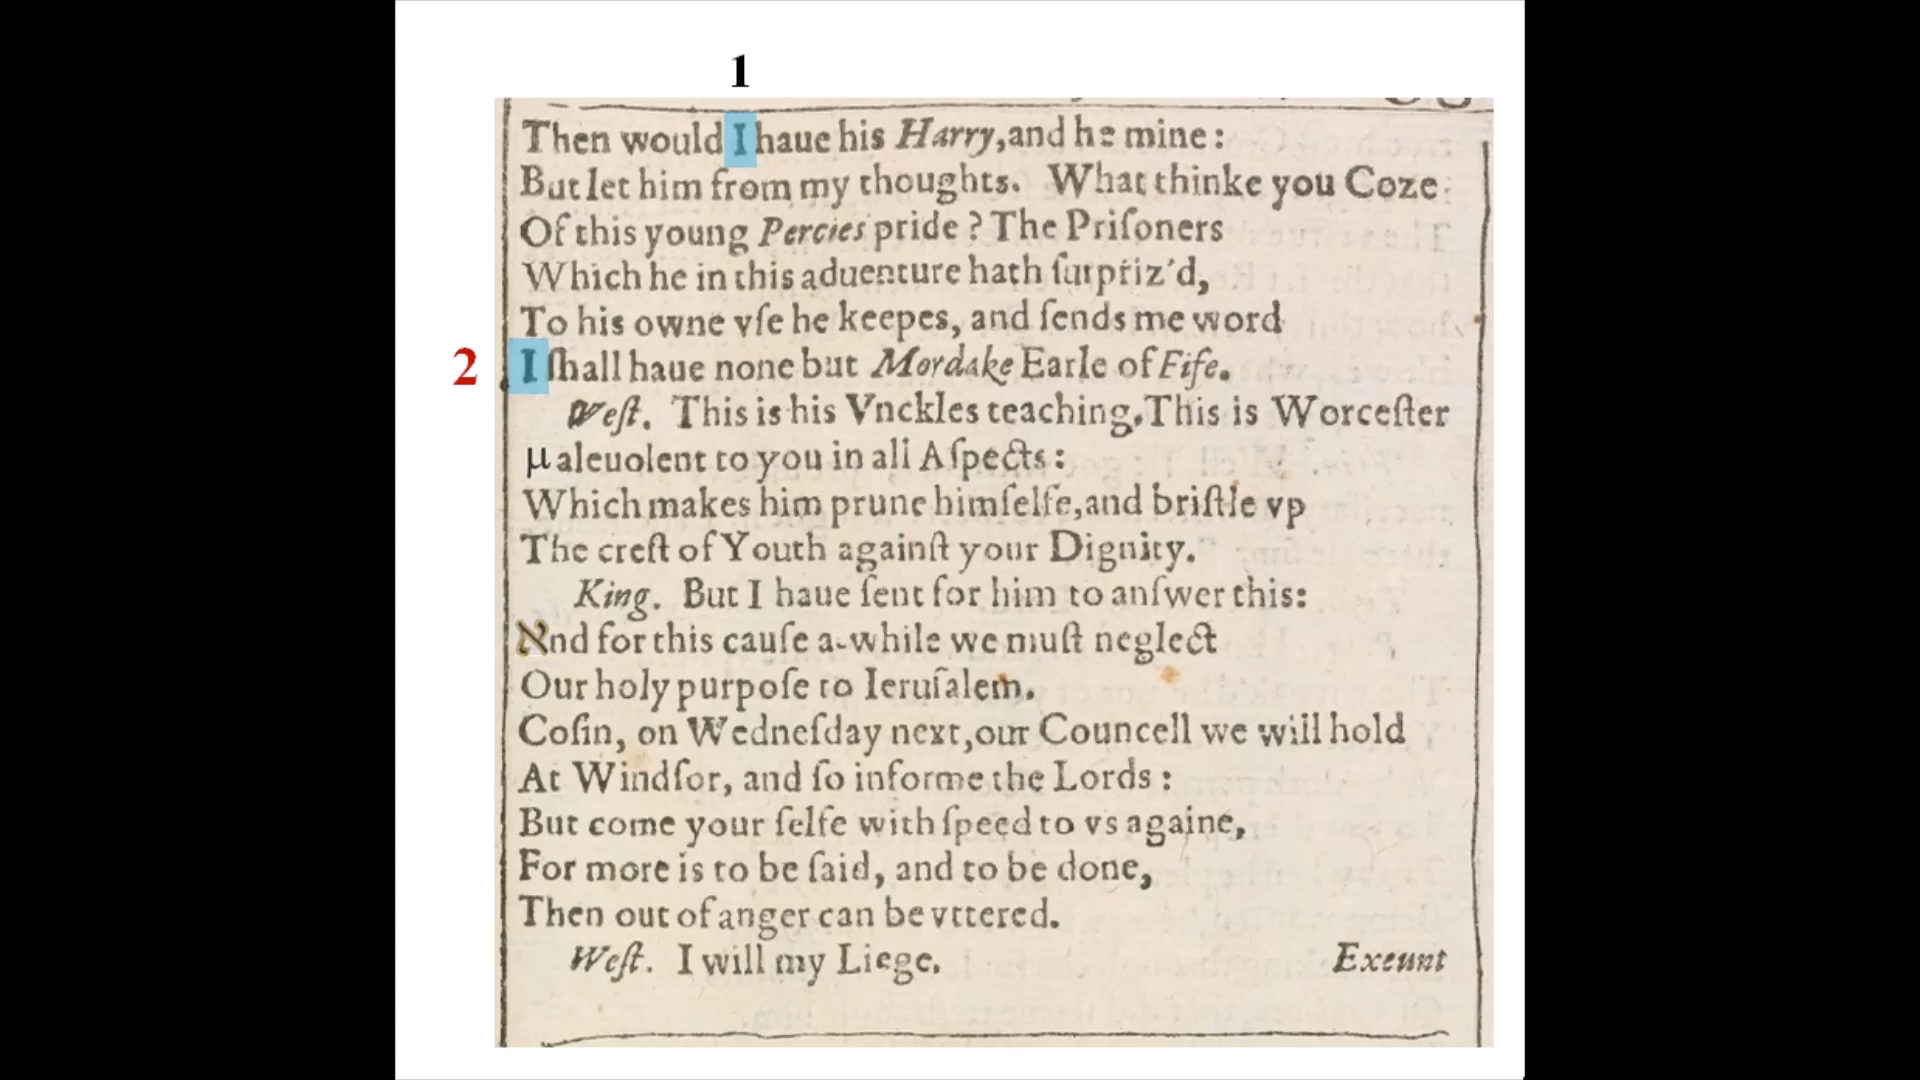 1
Then would I haue his Harry,and he mine:
But let him from my thoughts. What thinke you Coze
Of this young Percies pride ? The Priſoners
Which he in this aduenture hath ſurpriz'd,
To his owne vſe he keepes, and ſends me word
2 I ſhall haue none but Mordake Earle of Fife.
Weſt. This is his Vnckles teaching.This is Worceſter
μaleuolent to you in all Aſpects:
Which makes him prune himſelfe,and briſtle vp
The creſt of Youth againſt your Dignity.
King. But I haue ſent for him to anſwer this:
אnd for this cauſe a-while we muſt neglect
Our holy purpoſe to Ieruſalem.
Coſin, on Wedneſday next,our Councell we will hold
At Windſor, and ſo informe the Lords :
But come your ſelfe with ſpeed to vs againe,
For more is to be ſaid, and to be done,
Then out of anger can be vttered.
Weſt. I will my Liege. Exeunt